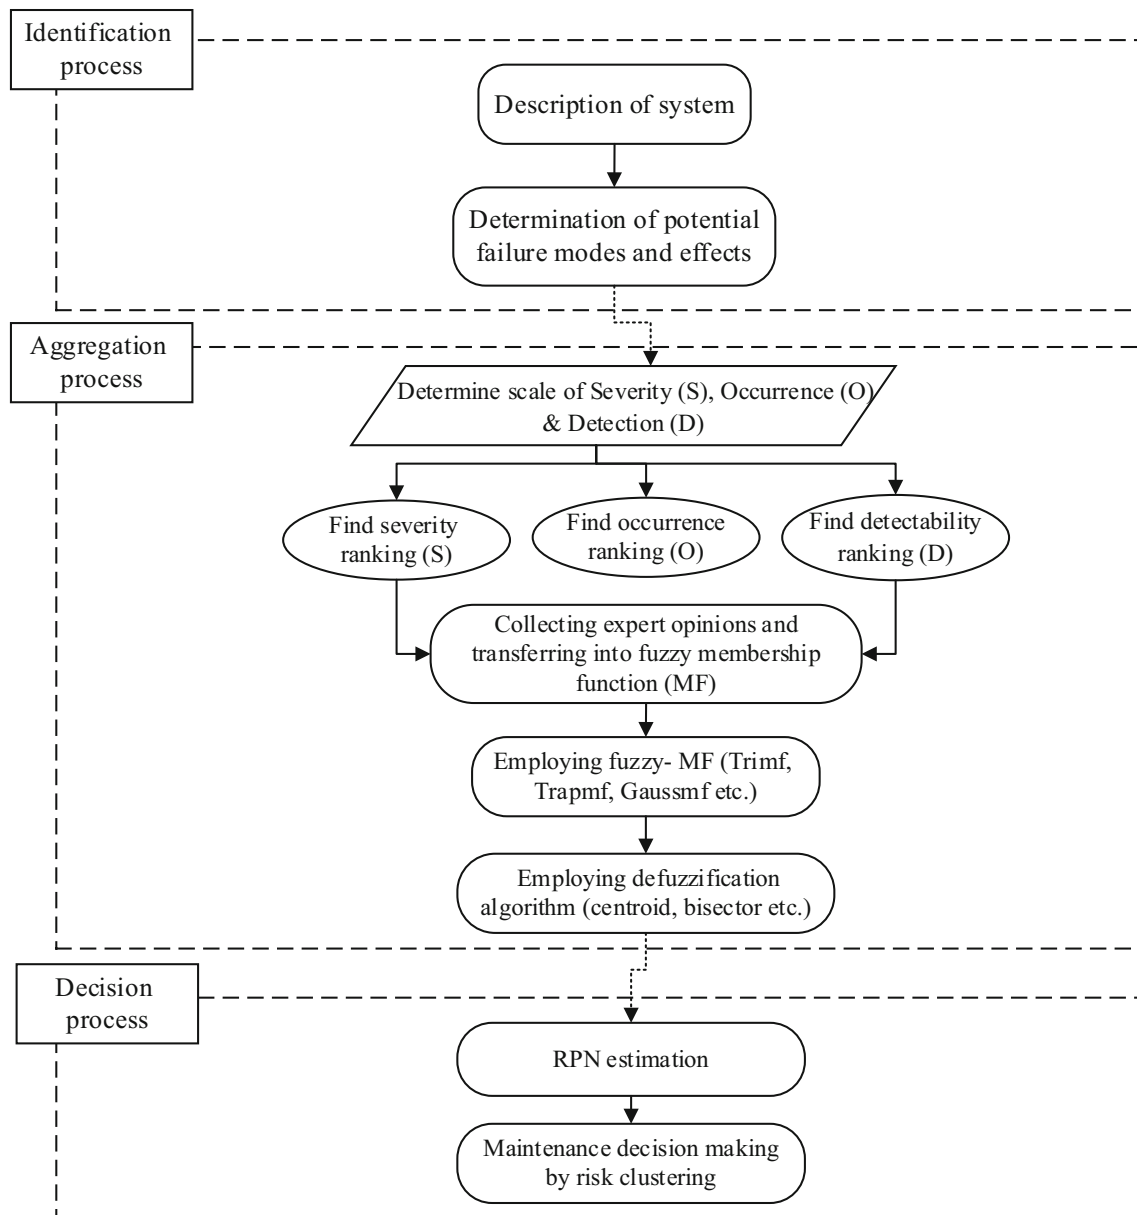 Identification
process
Description of system
Determination of potential
failure modes and effects
Aggregation
process
Determine scale of Severity (S), Occurrence (O)
& Detection (D)
Find severity
ranking (S)
Find occurrence
ranking (O)
Find detectability
ranking (D)
Collecting expert opinions and
transferring into fuzzy membership
function (MF)
Employing fuzzy- MF (Trimf,
Trapmf, Gaussmf etc.)
Employing defuzzification
algorithm (centroid, bisector etc.)
Decision
process
RPN estimation
Maintenance decision making
by risk clustering